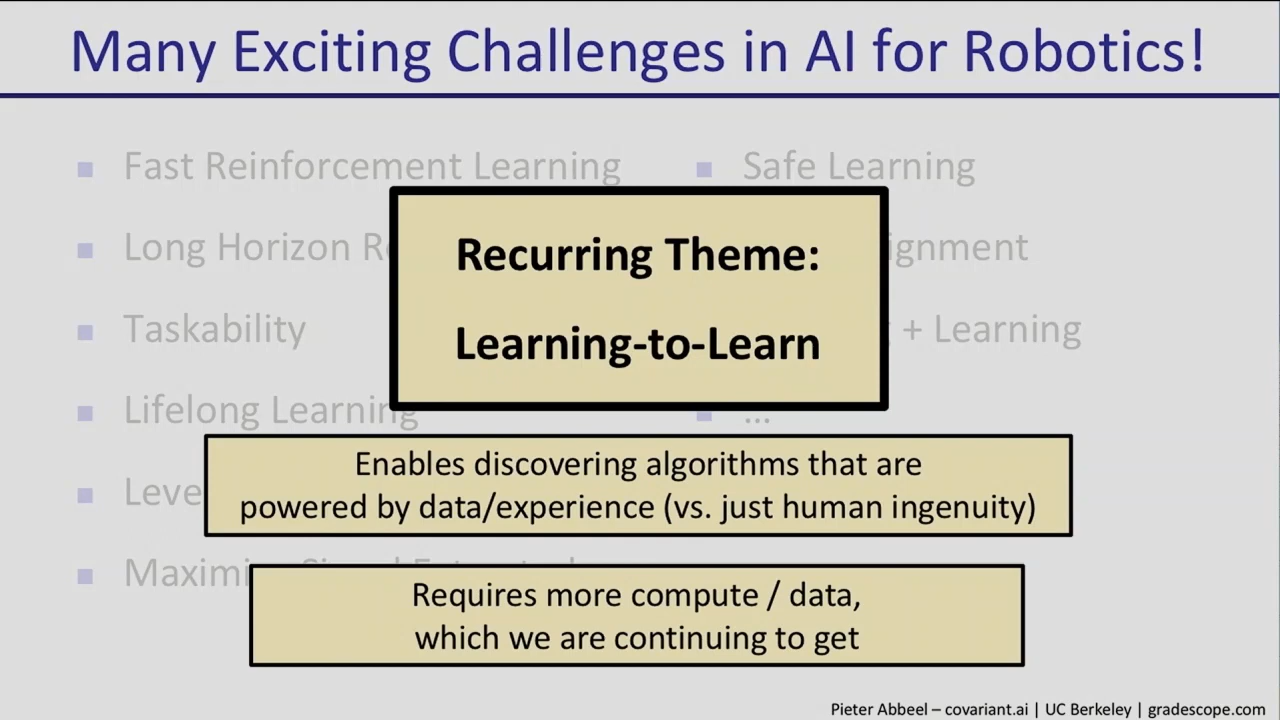 Many Exciting Challenges in AI for Robotics!
Fast Reinforcement Learning
Long Horizon
Taskability
Lifelong Learning
Safe Learning
+ Learning
...
Recurring Theme:
Learning-to-Learn
Enables discovering algorithms that are
powered by data/experience (vs. just human ingenuity)
Requires more compute / data,
which we are continuing to get
Pieter Abbeel – covariant.ai | UC Berkeley | gradescope.com